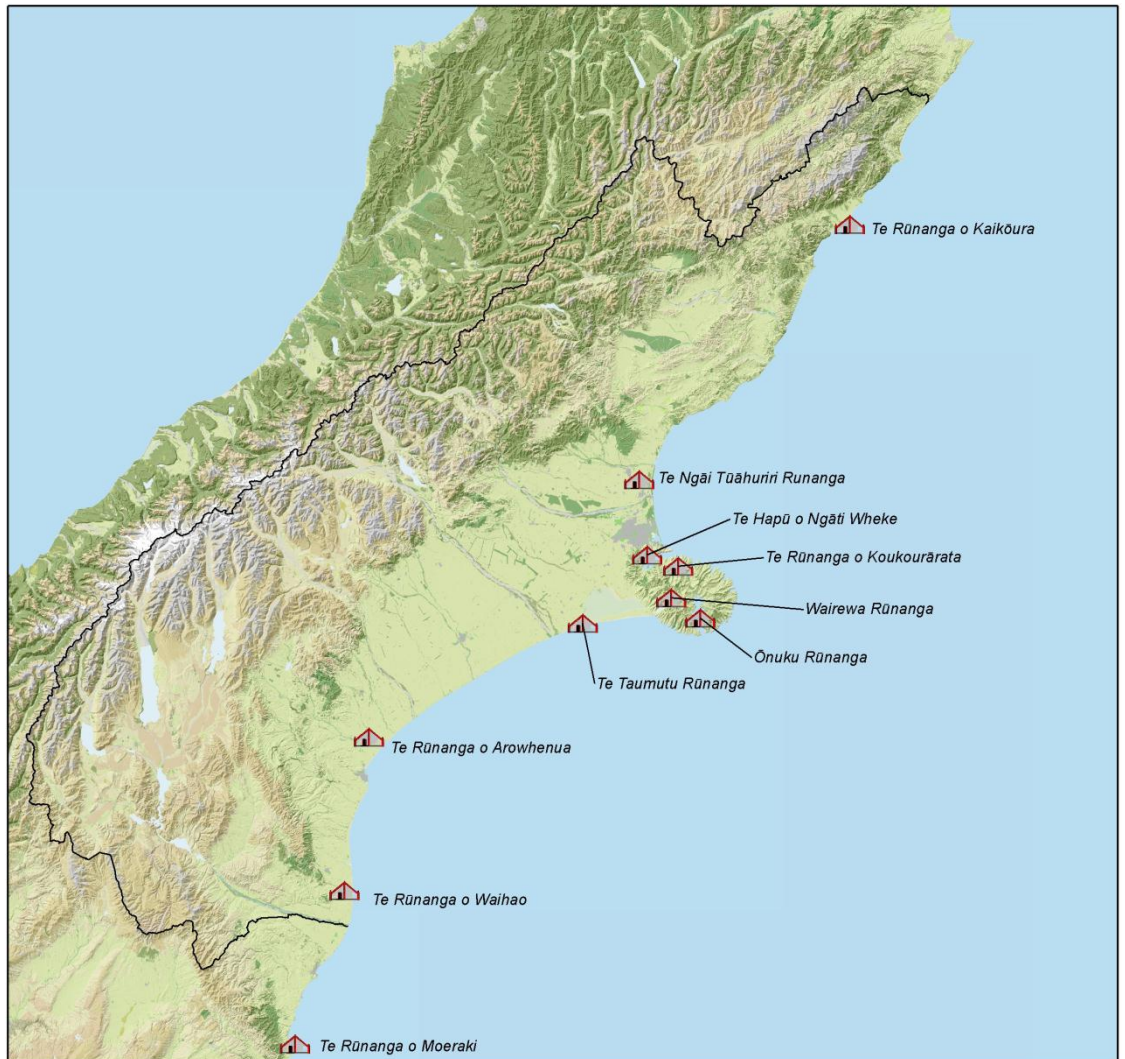 Te Rūnanga o Kaikōura
Te Ngāi Tūāhuriri Runanga
Te Hapū o Ngāti Wheke
Te Rūnanga o Koukourārata
Wairewa Rūnanga
Ōnuku Rūnanga
Te Taumutu Rūnanga
Te Rūnanga o Arowhenua
Te Rūnanga o Waihao
Te Rūnanga o Moeraki